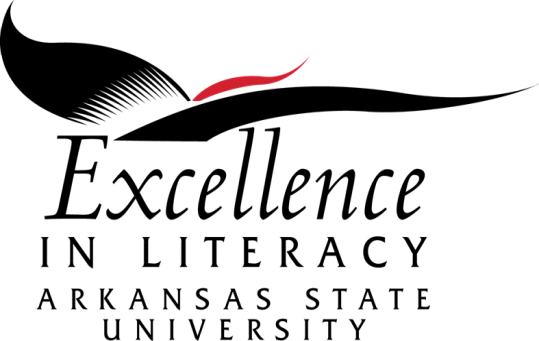 Excellence
IN LITERACY
ARKANSAS STATE
UNIVERSITY